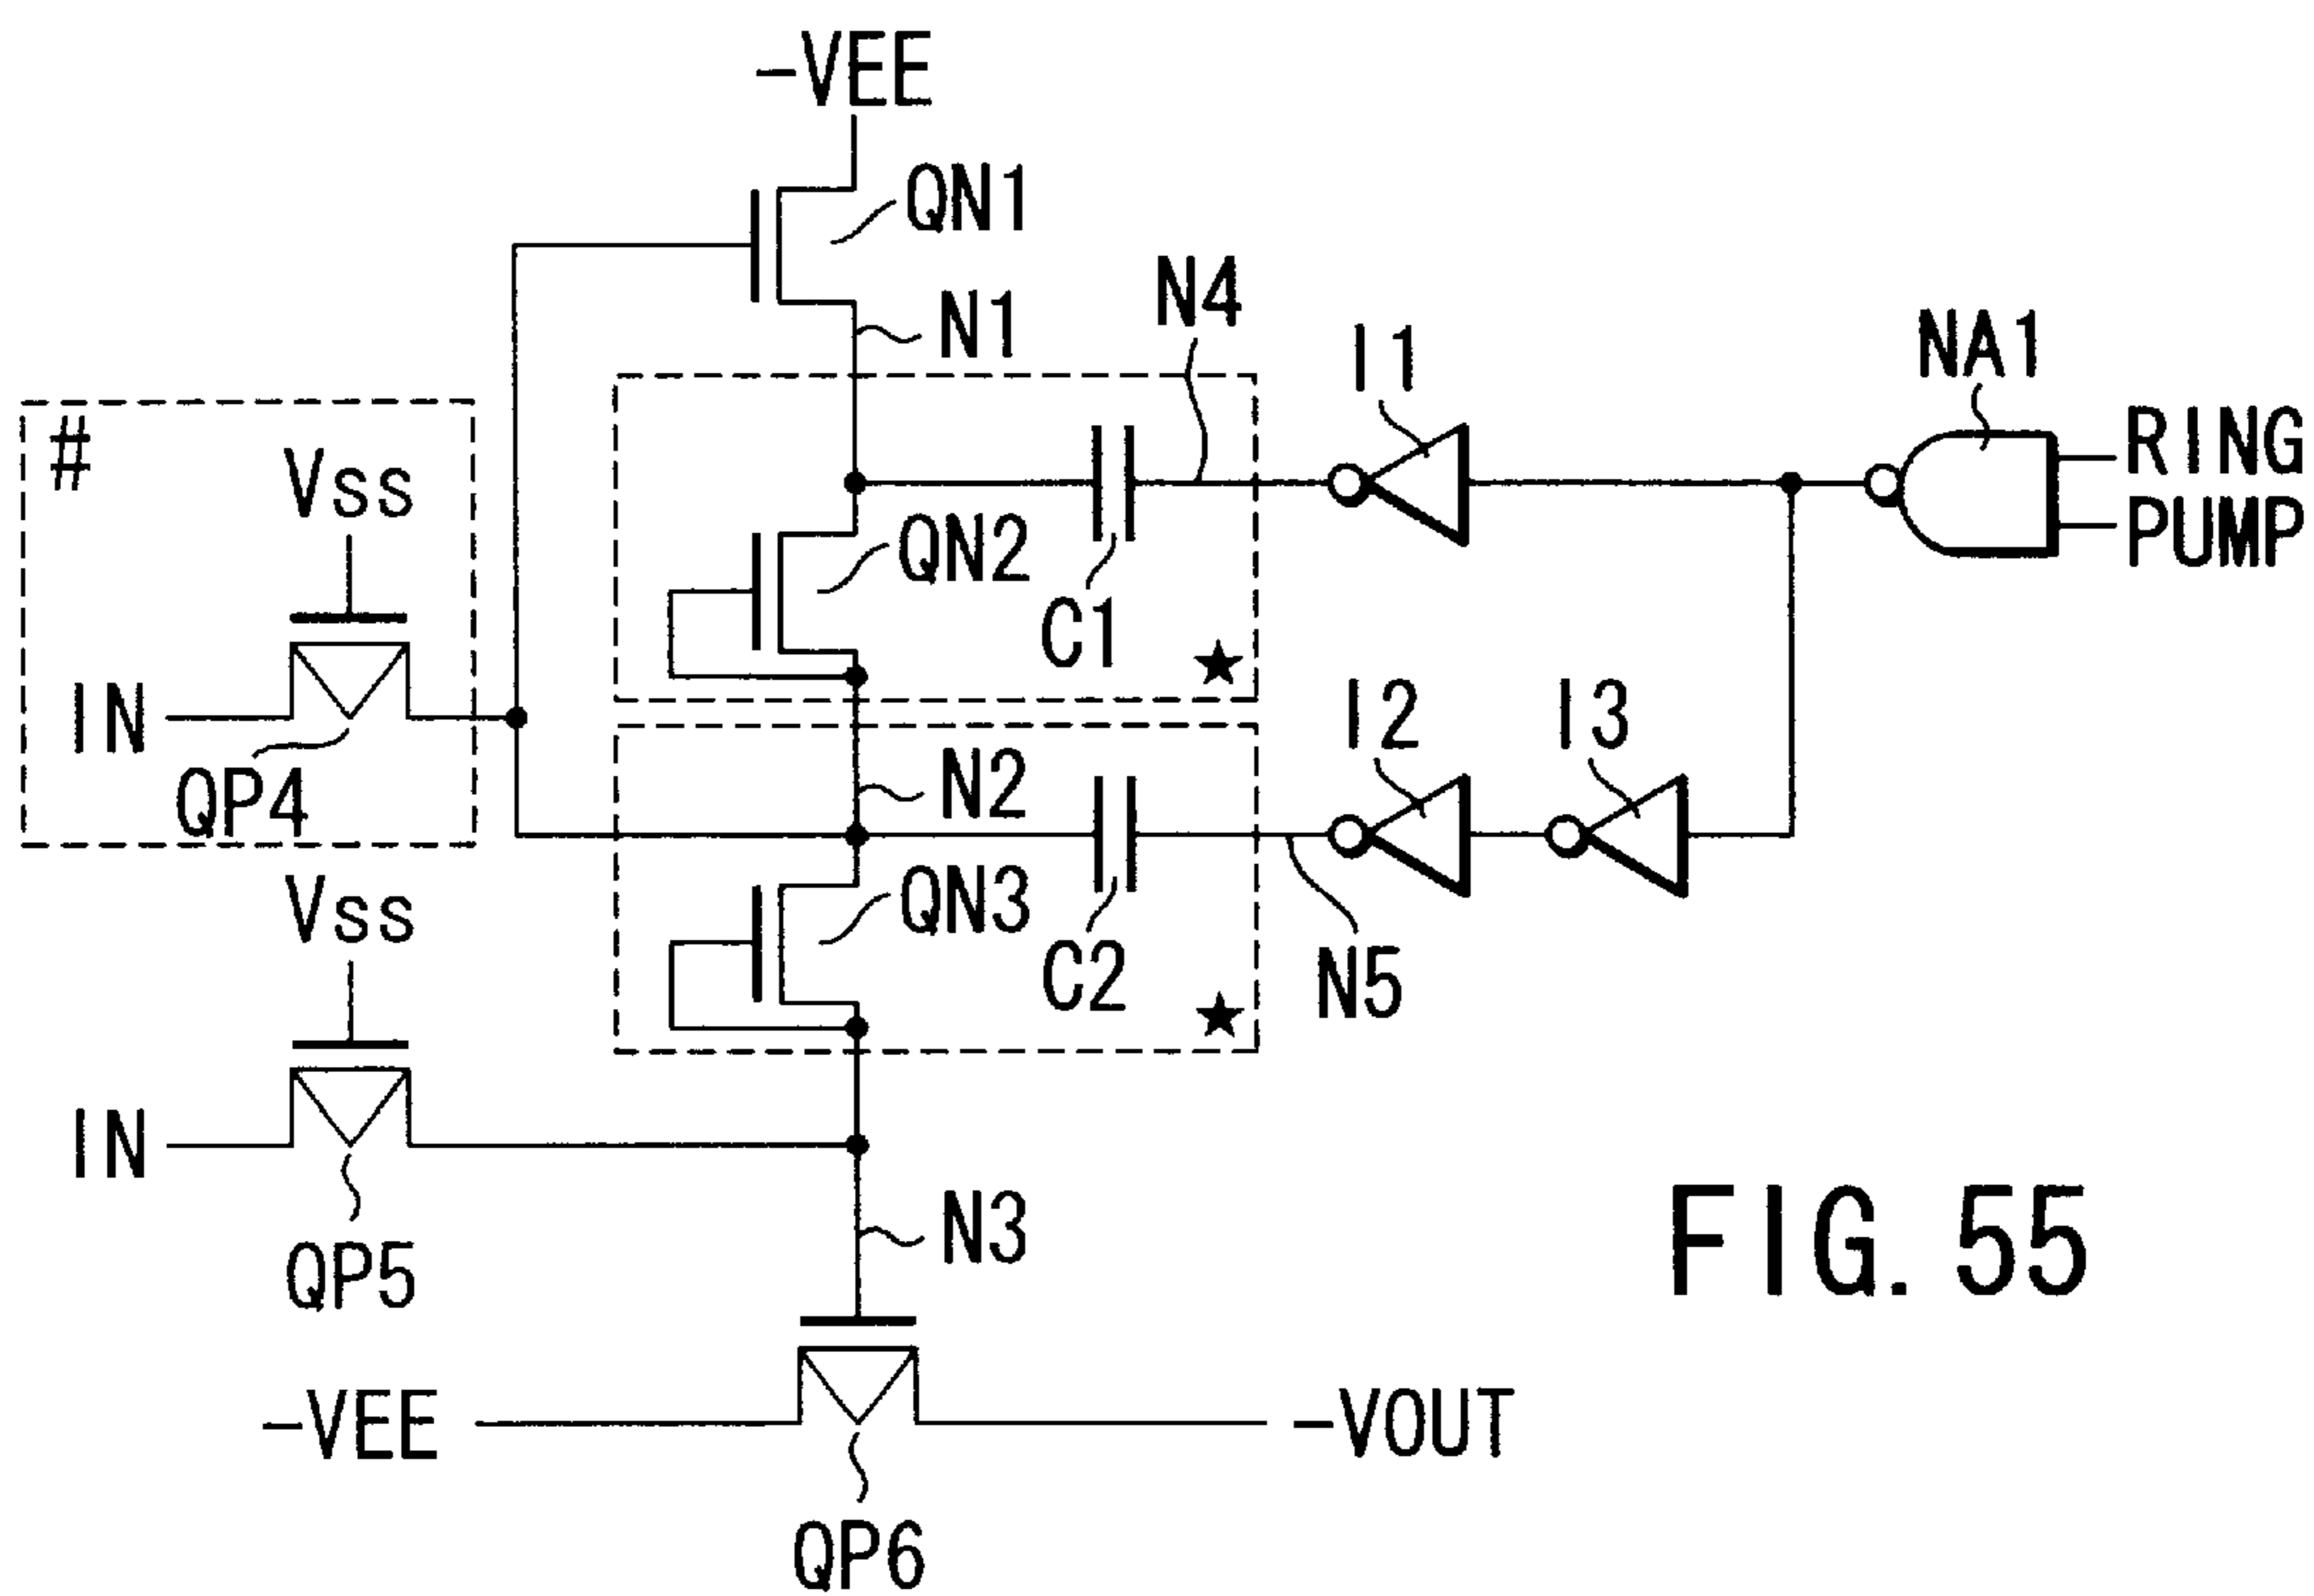 -VEE
QN1
N1
N4
I1
NA1
RING
PUMP
#
Vss
IN
QP4
QN2
C1
★
N2
I2
I3
QN3
C2
★
N5
Vss
IN
QP5
N3
-VEE
-VOUT
QP6
FIG. 55